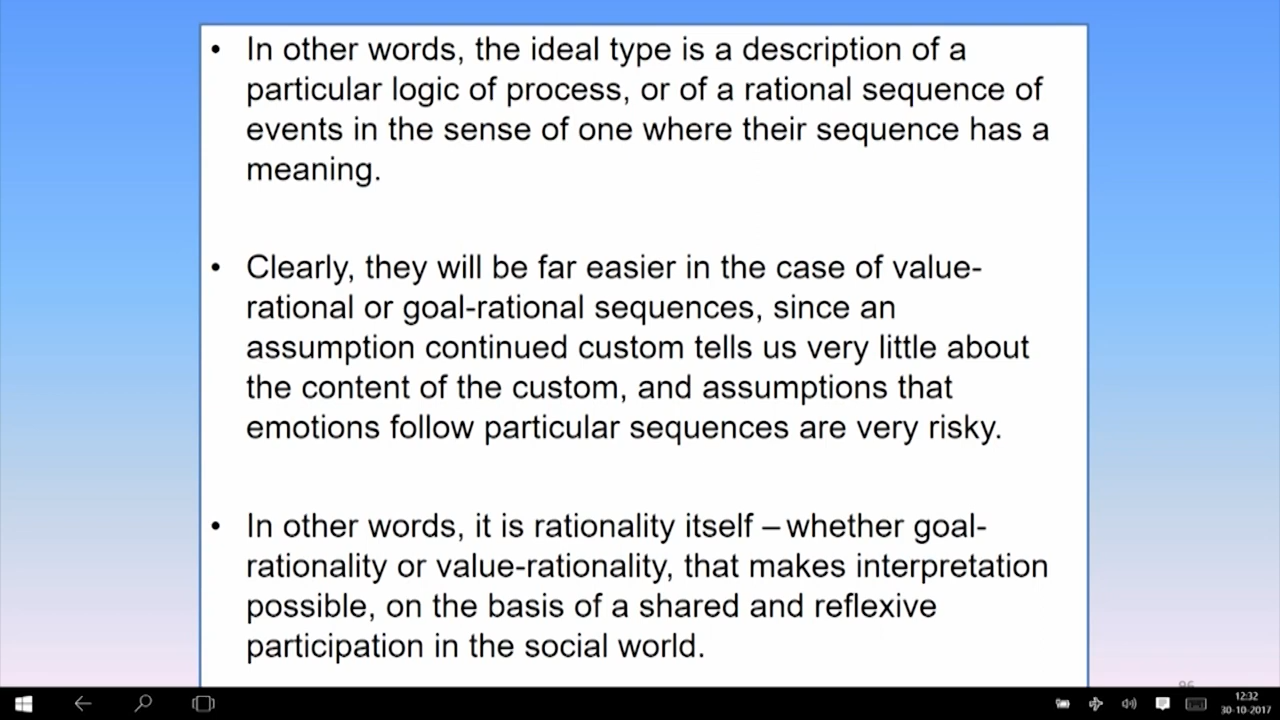 • In other words, the ideal type is a description of a
particular logic of process, or of a rational sequence of
events in the sense of one where their sequence has a
meaning.
• Clearly, they will be far easier in the case of value-
rational or goal-rational sequences, since an
assumption continued custom tells us very little about
the content of the custom, and assumptions that
emotions follow particular sequences are very risky.
• In other words, it is rationality itself – whether goal-
rationality or value-rationality, that makes interpretation
possible, on the basis of a shared and reflexive
participation in the social world.
12:32
30-10-2017